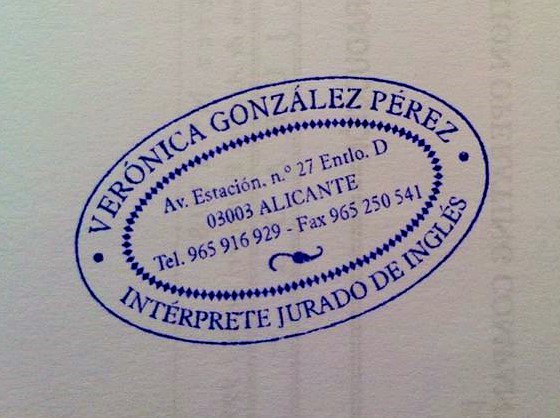 VERÓNICA GONZÁLEZ PÉREZ
Av. Estación. n.º 27 Entlo. D
03003 ALICANTE
Tel. 965 916 929 - Fax 965 250 541
INTÉRPRETE JURADO DE INGLÉS